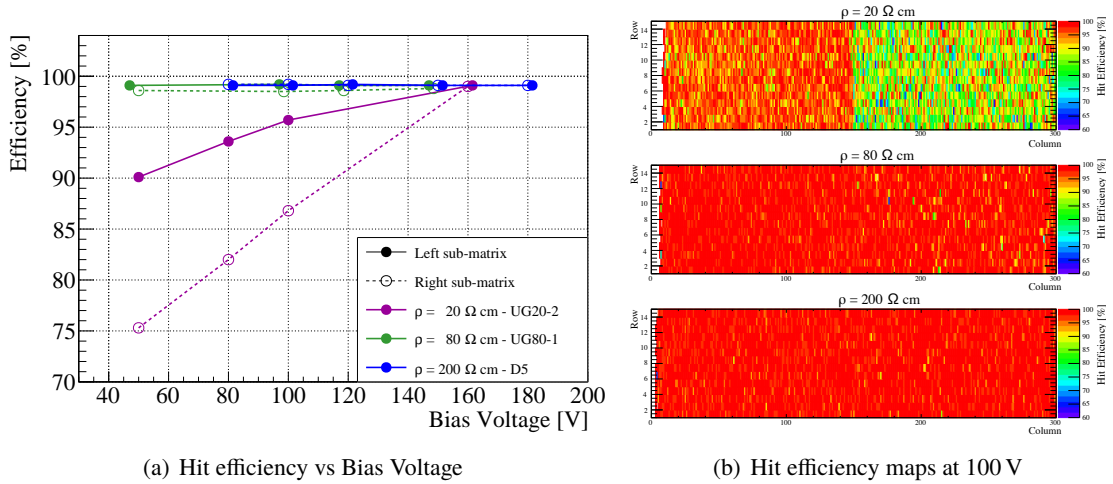 Efficiency [%]
100
95
90
85
80
75
70
40 60 80 100 120 140 160 180 200
Bias Voltage [V]
Left sub-matrix
Right sub-matrix
ρ = 20 Ω cm - UG20-2
ρ = 80 Ω cm - UG80-1
ρ = 200 Ω cm - D5
(a) Hit efficiency vs Bias Voltage
ρ = 20 Ω cm
Row
14
12
10
8
6
4
2
0 100 200 300
Column
100
95
90
85
80
75
70
65
60
Hit Efficiency [%]
ρ = 80 Ω cm
Row
14
12
10
8
6
4
2
0 100 200 300
Column
100
95
90
85
80
75
70
65
60
Hit Efficiency [%]
ρ = 200 Ω cm
Row
14
12
10
8
6
4
2
0 100 200 300
Column
100
95
90
85
80
75
70
65
60
Hit Efficiency [%]
(b) Hit efficiency maps at 100 V